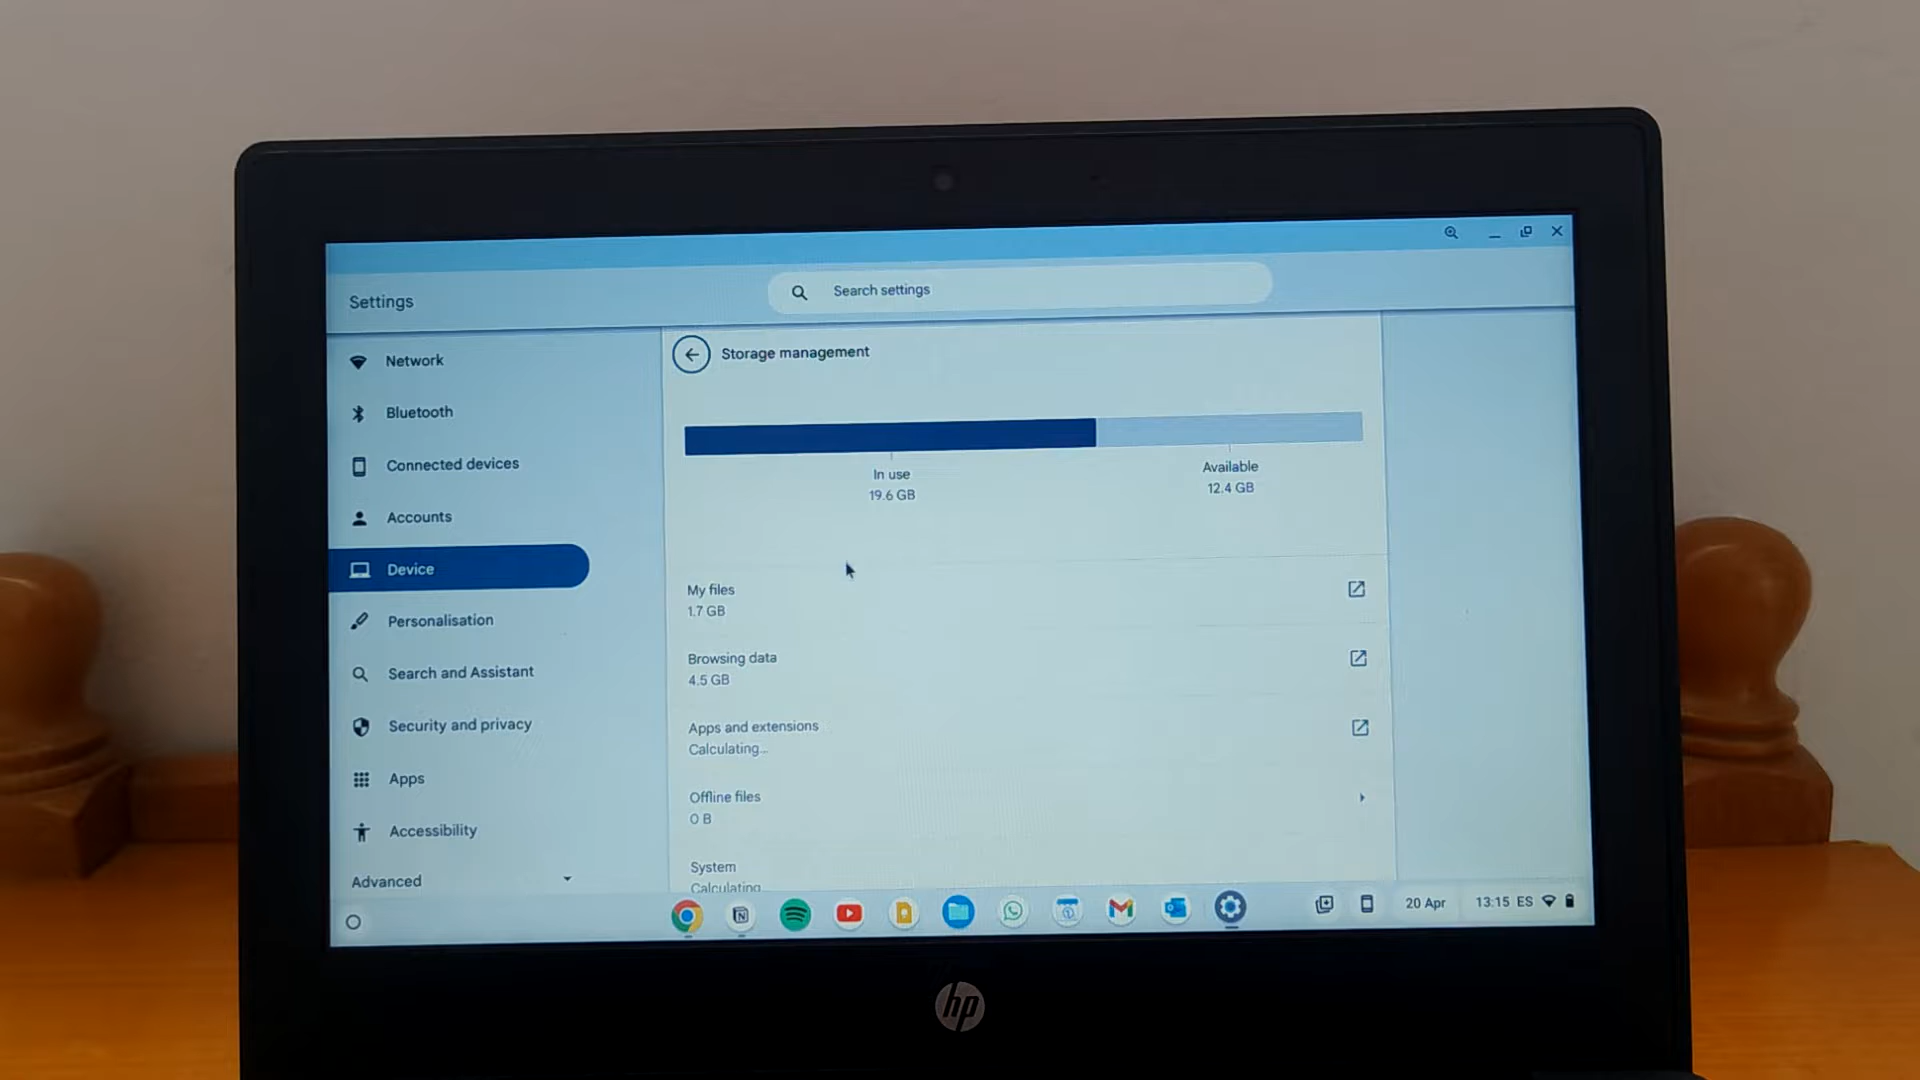 Settings
Search settings
Network
Bluetooth
Connected devices
Accounts
Device
Personalisation
Search and Assistant
Security and privacy
Apps
Accessibility
Advanced
Storage management
In use
19.6 GB
Available
12.4 GB
My files
1.7 GB
Browsing data
4.5 GB
Apps and extensions
Calculating...
Offline files
0 B
System
Calculating
20 Apr
13:15 ES
hp